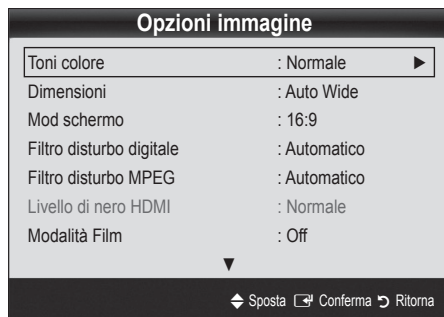 Opzioni immagine
Toni colore : Normale ►
Dimensioni : Auto Wide
Mod schermo : 16:9
Filtro disturbo digitale : Automatico
Filtro disturbo MPEG : Automatico
Livello di nero HDMI : Normale
Modalità Film : Off
▼
Sposta Conferma Ritorna